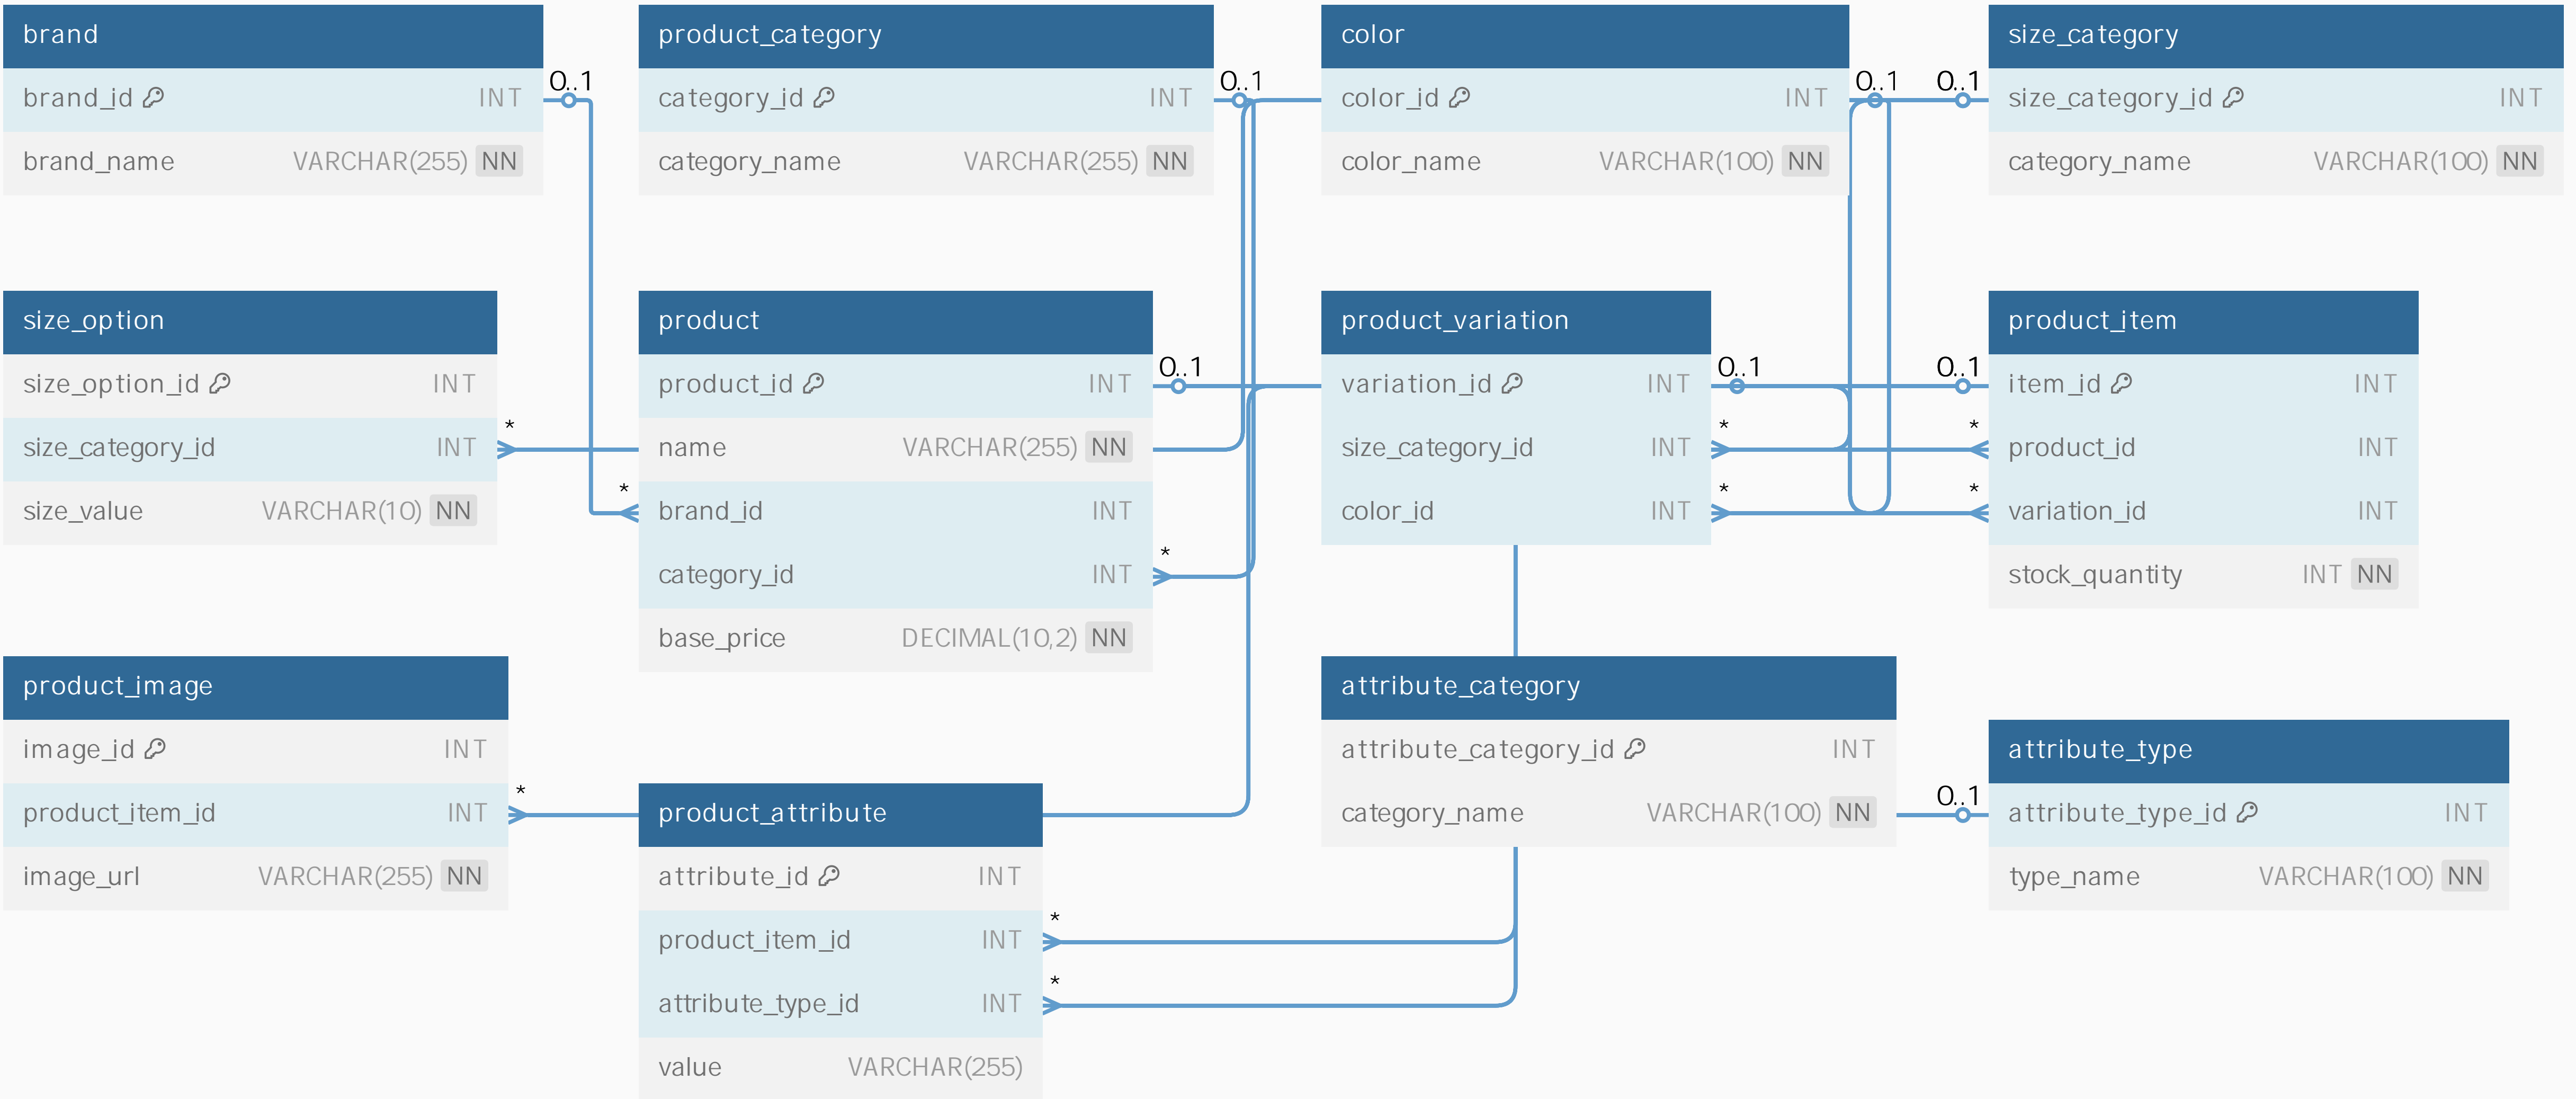 brand
brand_id INT
brand_name VARCHAR(255) NN
0..1
product_category
category_id INT
category_name VARCHAR(255) NN
0..1
color
color_id INT
color_name VARCHAR(100) NN
0..1
0..1
size_category
size_category_id INT
category_name VARCHAR(100) NN
size_option
size_option_id INT
size_category_id INT
size_value VARCHAR(10) NN
*
*
product
product_id INT
name VARCHAR(255) NN
brand_id INT
category_id INT
base_price DECIMAL(10,2) NN
0..1
*
product_variation
variation_id INT
size_category_id INT
color_id INT
0..1
*
*
0..1
*
*
product_item
item_id INT
product_id INT
variation_id INT
stock_quantity INT NN
product_image
image_id INT
product_item_id INT
image_url VARCHAR(255) NN
*
product_attribute
attribute_id INT
product_item_id INT
attribute_type_id INT
value VARCHAR(255)
*
*
attribute_category
attribute_category_id INT
category_name VARCHAR(100) NN
0..1
attribute_type
attribute_type_id INT
type_name VARCHAR(100) NN